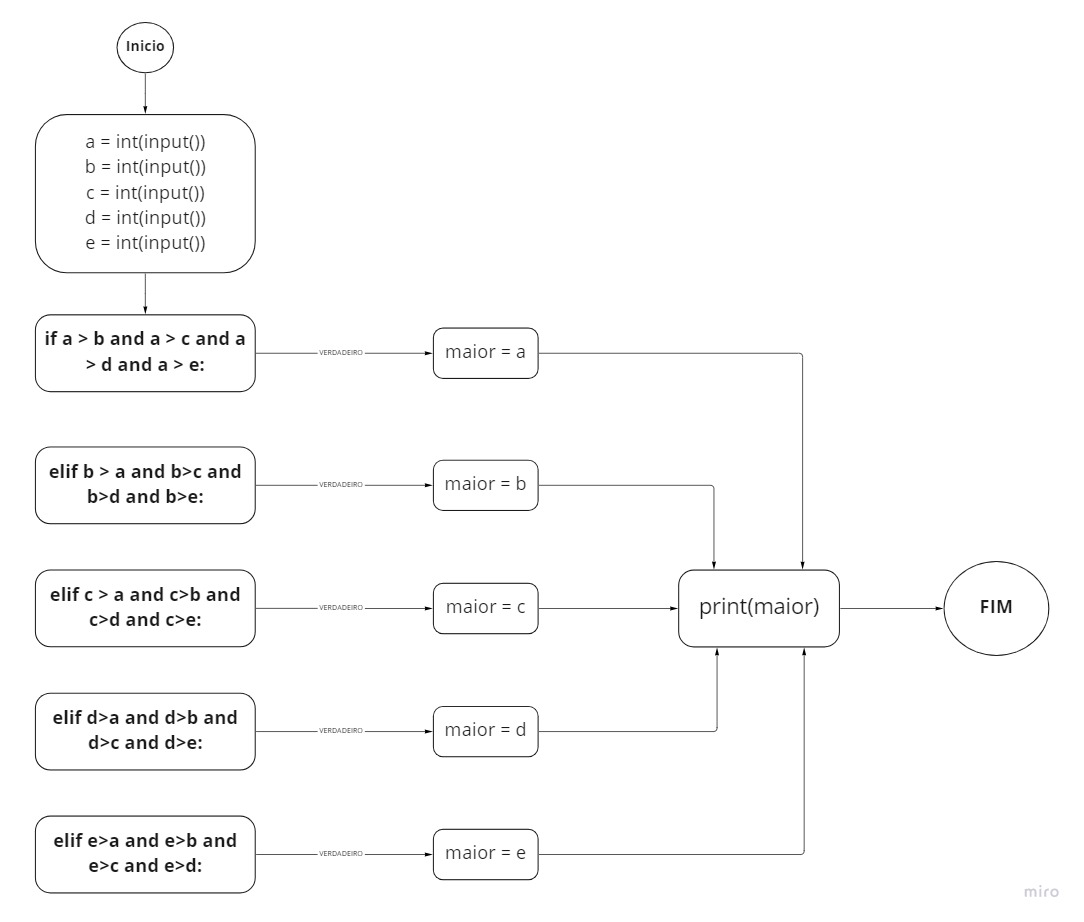 Inicio
a = int(input())
b = int(input())
c = int(input())
d = int(input())
e = int(input())
if a > b and a > c and a
> d and a > e:
VERDADEIRO
maior = a
elif b > a and b>c and
b>d and b>e:
VERDADEIRO
maior = b
elif c > a and c>b and
c>d and c>e:
VERDADEIRO
maior = c
print(maior)
FIM
elif d>a and d>b and
d>c and d>e:
VERDADEIRO
maior = d
elif e>a and e>b and
e>c and e>d:
VERDADEIRO
maior = e
miro